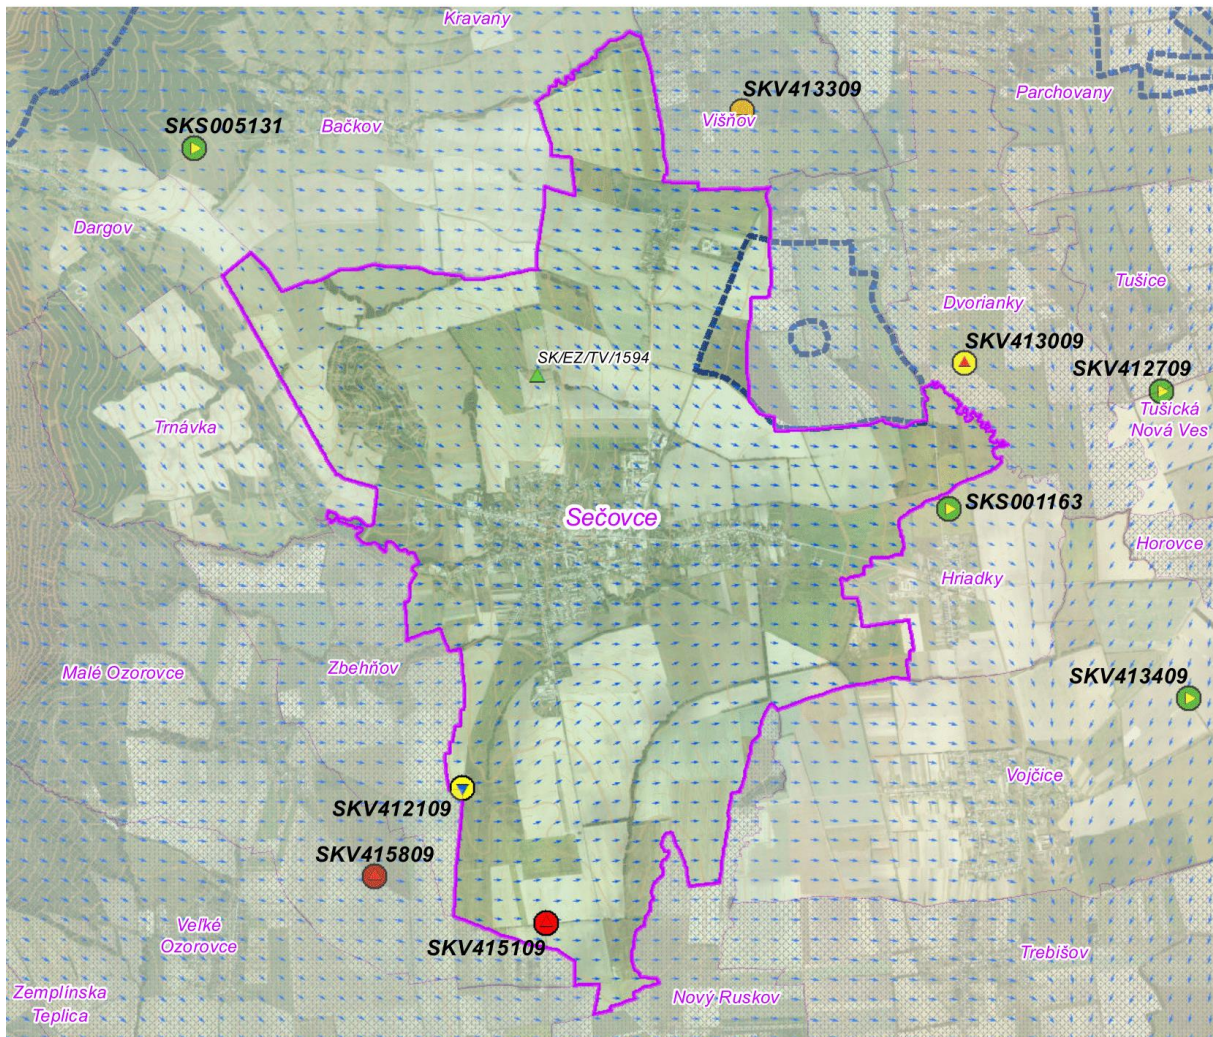 Kravany
SKV413309
Parchovany
Višňov
SKS005131
Bačkov
Dargov
Tušice
Dvorianky
SKV413009
SK/EZ/TV/1594
SKV412709
Tušická
Nová Ves
Trnávka
SKS001163
Sečovce
Horovce
Hriadky
Zbehňov
Malé Ozorovce
SKV413409
Vojčice
SKV412109
SKV415809
Veľké
Ozorovce
SKV415109
Trebišov
Zemplínska
Teplica
Nový Ruskov